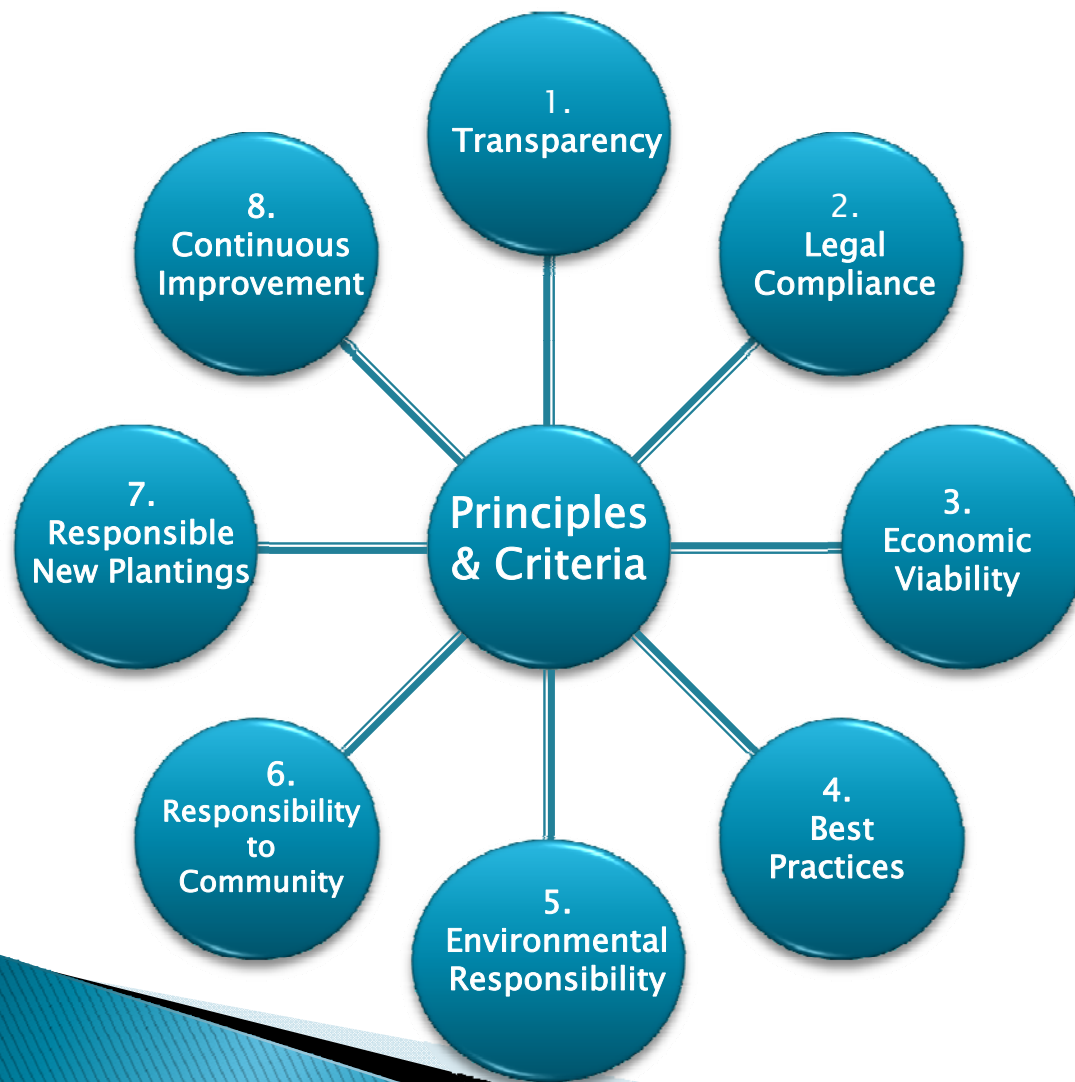 1.
Transparency
2.
Legal
Compliance
3.
Economic
Viability
4.
Best
Practices
5.
Environmental
Responsibility
6.
Responsibility
to
Community
7.
Responsible
New Plantings
8.
Continuous
Improvement
Principles
& Criteria